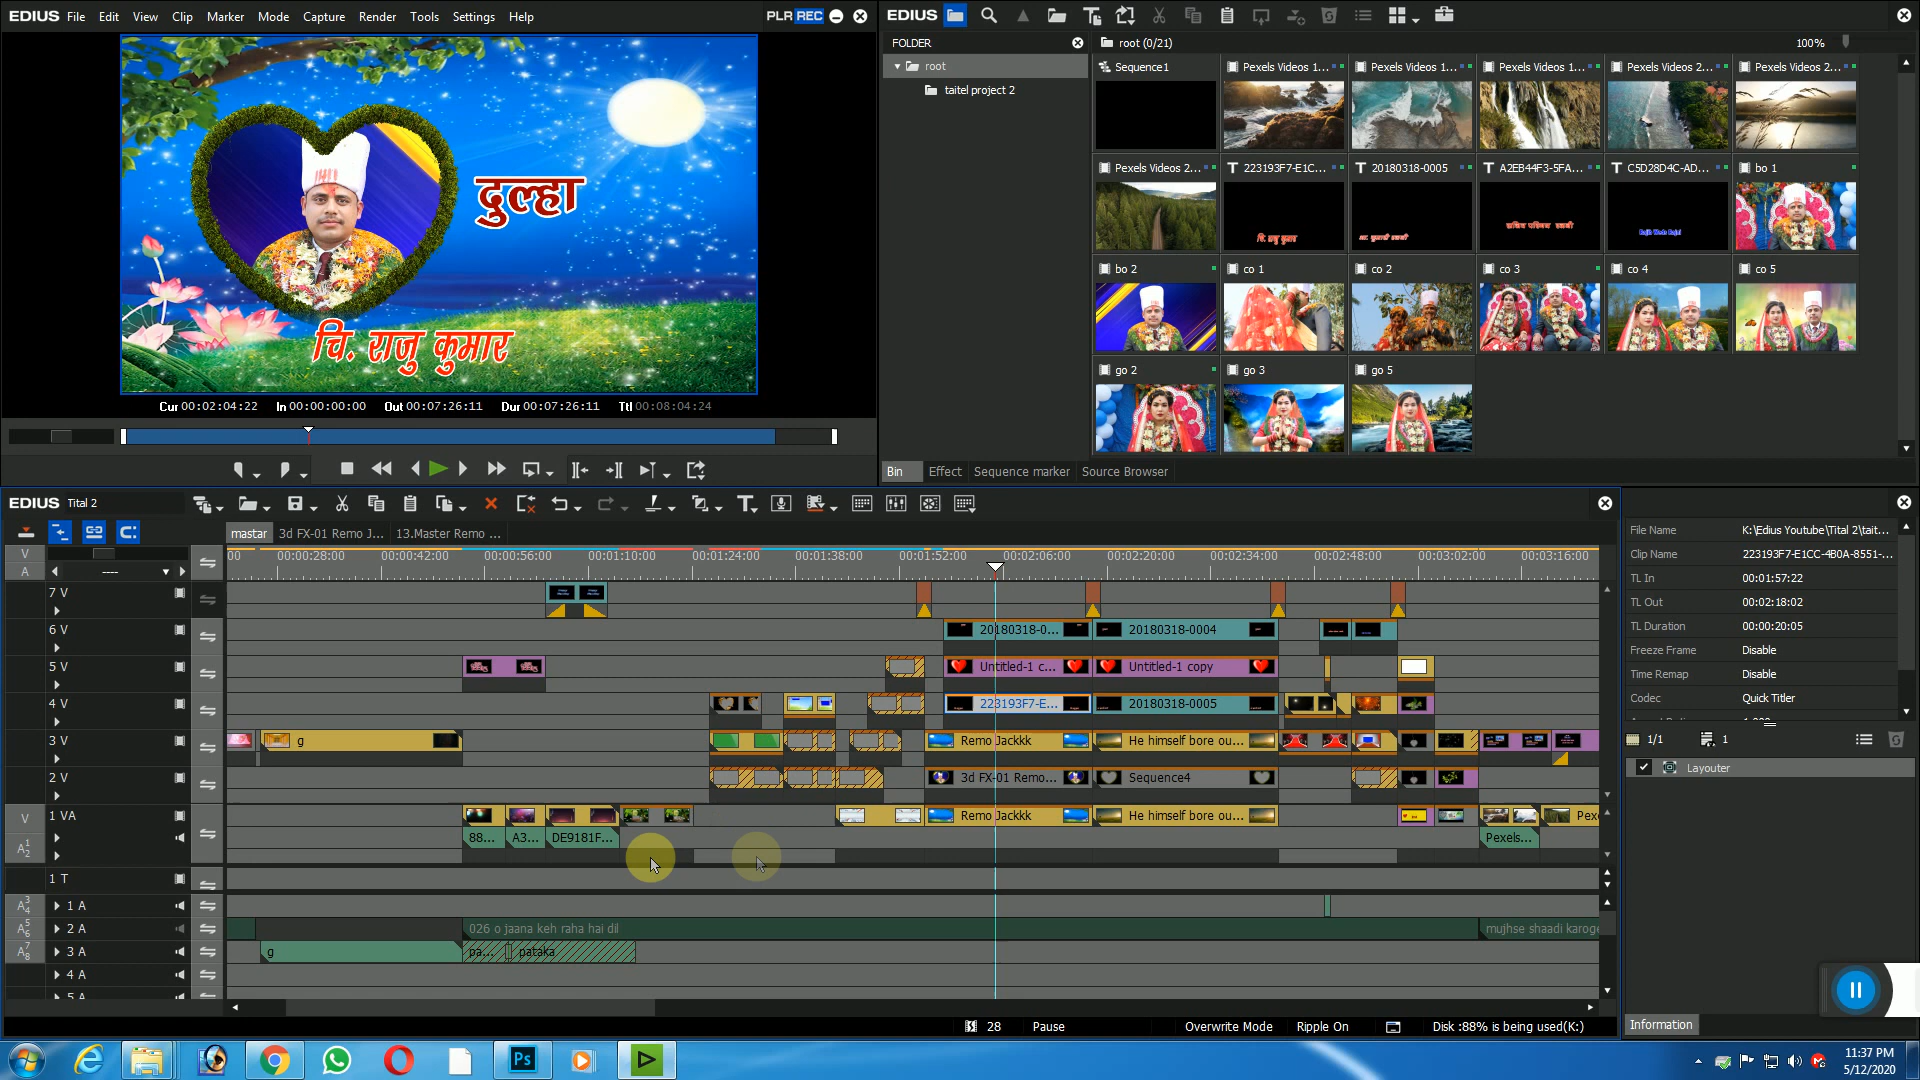 EDIUS File Edit View Clip Marker Mode Capture Render Tools Settings Help PLR REC
दुल्हा
चि. राजु कुमार
Cur 00:02:04:22 In 00:00:00:00 Out 00:07:26:11 Dur 00:07:26:11 Ttl 00:08:04:24
EDIUS
FOLDER
root
taitel project 2
root (0/21) 100%
Sequence1 Pexels Videos 1... Pexels Videos 1... Pexels Videos 1... Pexels Videos 2... Pexels Videos 2...
Pexels Videos 2... 223193F7-E1C... 20180318-0005 A2EB44F3-5FA... C5D28D4C-AD... bo 1
चि. राजु कुमार
bo 2 co 1 co 2 co 3 co 4 co 5
go 2 go 3 go 5
Bin Effect Sequence marker Source Browser
EDIUS Tital 2
mastar 3d FX-01 Remo J... 13.Master Remo ...
00 00:00:28:00 00:00:42:00 00:00:56:00 00:01:10:00 00:01:24:00 00:01:38:00 00:01:52:00 00:02:06:00 00:02:20:00 00:02:34:00 00:02:48:00 00:03:02:00 00:03:16:00
V
A ----
7 V
6 V 20180318-0... 20180318-0004
5 V Untitled-1 c... Untitled-1 copy
4 V 223193F7-E... 20180318-0005
3 V g Remo Jackkk He himself bore ou...
2 V 3d FX-01 Remo... Sequence4
V 1 VA Remo Jackkk He himself bore ou... Pex
A 1 2 88... A3... DE9181F... Pexels...
1 T
A 3 4 1 A
A 5 6 2 A 026 o jaana keh raha hai dil mujhse shaadi karoge
A 7 8 3 A g pa... pataka
4 A
5 A
28 Pause Overwrite Mode Ripple On Disk :88% is being used(K:)
File Name K:\Edius Youtube\Tital 2\tait...
Clip Name 223193F7-E1CC-4B0A-8551-...
TL In 00:01:57:22
TL Out 00:02:18:02
TL Duration 00:00:20:05
Freeze Frame Disable
Time Remap Disable
Codec Quick Titler
1/1 1
Layouter
Information
Ps
11:37 PM
5/12/2020